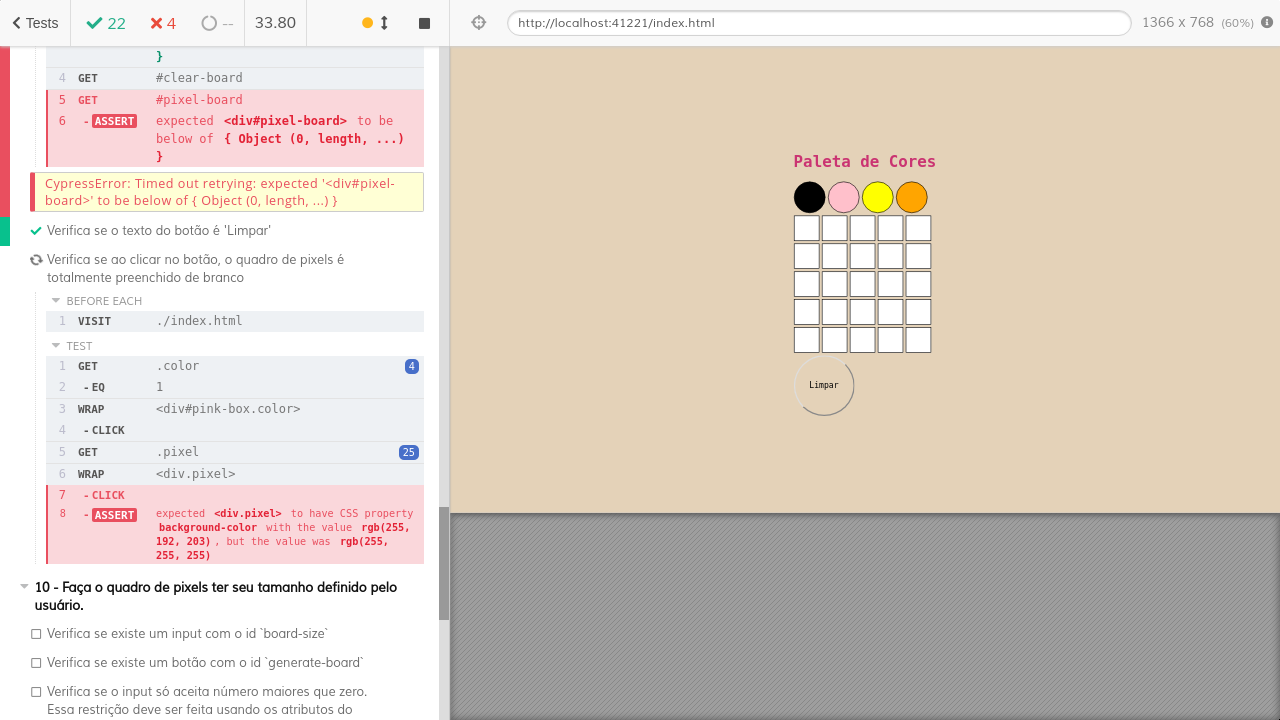 Tests
22
4
--
33.80
http://localhost:41221/index.html
1366 x 768 (60%)
}
4 GET #clear-board
5 GET #pixel-board
6 - ASSERT expected <div#pixel-board> to be
below of { Object (0, length, ...)
}
CypressError: Timed out retrying: expected '<div#pixel-
board>' to be below of { Object (0, length, ...) }
Verifica se o texto do botão é 'Limpar'
Verifica se ao clicar no botão, o quadro de pixels é
totalmente preenchido de branco
BEFORE EACH
1 VISIT ./index.html
TEST
1 GET .color 4
2 - EQ 1
3 WRAP <div#pink-box.color>
4 - CLICK
5 GET .pixel 25
6 WRAP <div.pixel>
7 - CLICK
8 - ASSERT expected <div.pixel> to have CSS property
background-color with the value rgb(255,
192, 203) , but the value was rgb(255,
255, 255)
10 - Faça o quadro de pixels ter seu tamanho definido pelo
usuário.
Verifica se existe um input com o id `board-size`
Verifica se existe um botão com o id `generate-board`
Verifica se o input só aceita número maiores que zero.
Essa restrição deve ser feita usando os atributos do
Paleta de Cores
Limpar